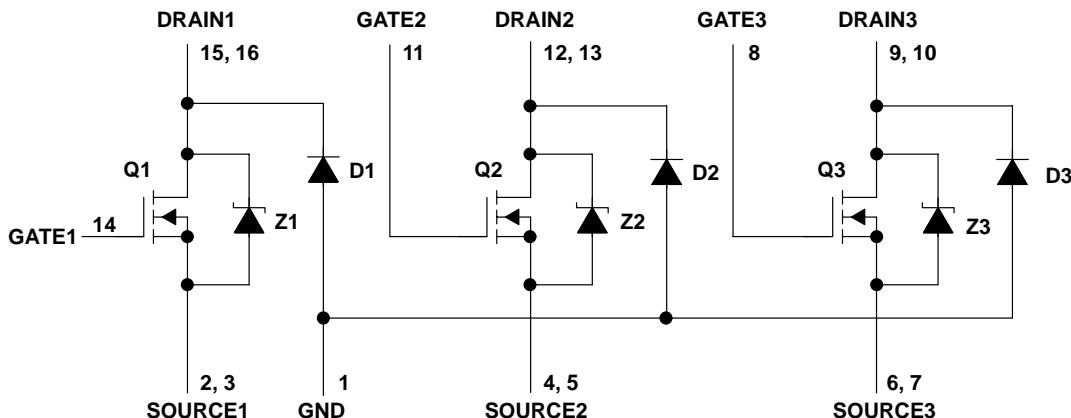 DRAIN1 GATE2 DRAIN2 GATE3 DRAIN3
15, 16 11 12, 13 8 9, 10
Q1 D1 Q2 D2 Q3 D3
Z1 Z2 Z3
14
GATE1
2, 3 1 4, 5 6, 7
SOURCE1 GND SOURCE2 SOURCE3